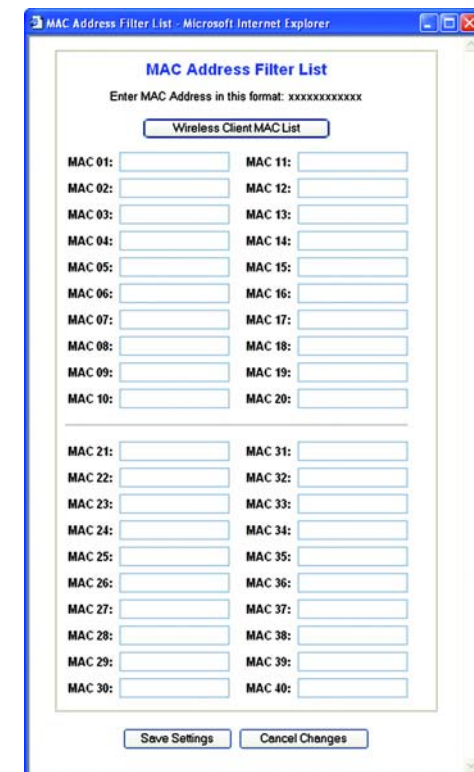 MAC Address Filter List - Microsoft Internet Explorer
MAC Address Filter List
Enter MAC Address in this format: xxxxxxxxxxxx
Wireless Client MAC List
MAC 01: MAC 11:
MAC 02: MAC 12:
MAC 03: MAC 13:
MAC 04: MAC 14:
MAC 05: MAC 15:
MAC 06: MAC 16:
MAC 07: MAC 17:
MAC 08: MAC 18:
MAC 09: MAC 19:
MAC 10: MAC 20:
MAC 21: MAC 31:
MAC 22: MAC 32:
MAC 23: MAC 33:
MAC 24: MAC 34:
MAC 25: MAC 35:
MAC 26: MAC 36:
MAC 27: MAC 37:
MAC 28: MAC 38:
MAC 29: MAC 39:
MAC 30: MAC 40:
Save Settings Cancel Changes